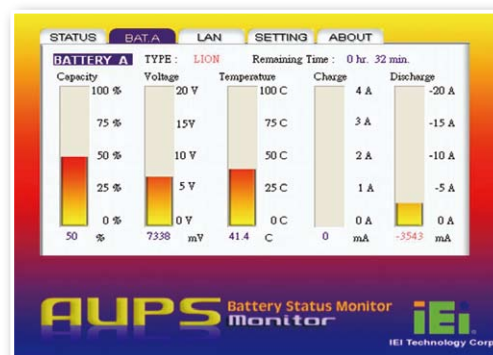 STATUS BAT.A LAN SETTING ABOUT
BATTERY A TYPE : LION Remaining Time : 0 hr. 32 min.
Capacity Voltage Temperature Charge Discharge
100 % 20 V 100 C 4 A -20 A
75 % 15V 75 C 3 A -15 A
50 % 10 V 50 C 2 A -10 A
25 % 5 V 25 C 1 A -5 A
0 % 0 V 0 C 0 A 0 A
50 % 7338 mV 41.4 C 0 mA -3543 mA
AUPS Battery Status Monitor
Monitor
iEi
IEI Technology Corp